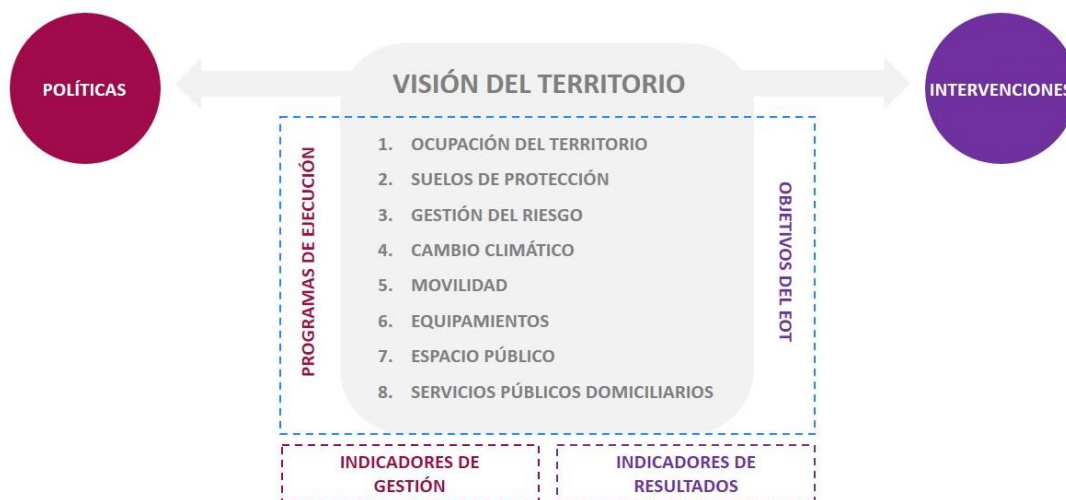 POLÍTICAS
VISIÓN DEL TERRITORIO
INTERVENCIONES
PROGRAMAS DE EJECUCIÓN
1. OCUPACIÓN DEL TERRITORIO
2. SUELOS DE PROTECCIÓN
3. GESTIÓN DEL RIESGO
4. CAMBIO CLIMÁTICO
5. MOVILIDAD
6. EQUIPAMIENTOS
7. ESPACIO PÚBLICO
8. SERVICIOS PÚBLICOS DOMICILIARIOS
OBJETIVOS DEL EOT
INDICADORES DE
GESTIÓN
INDICADORES DE
RESULTADOS